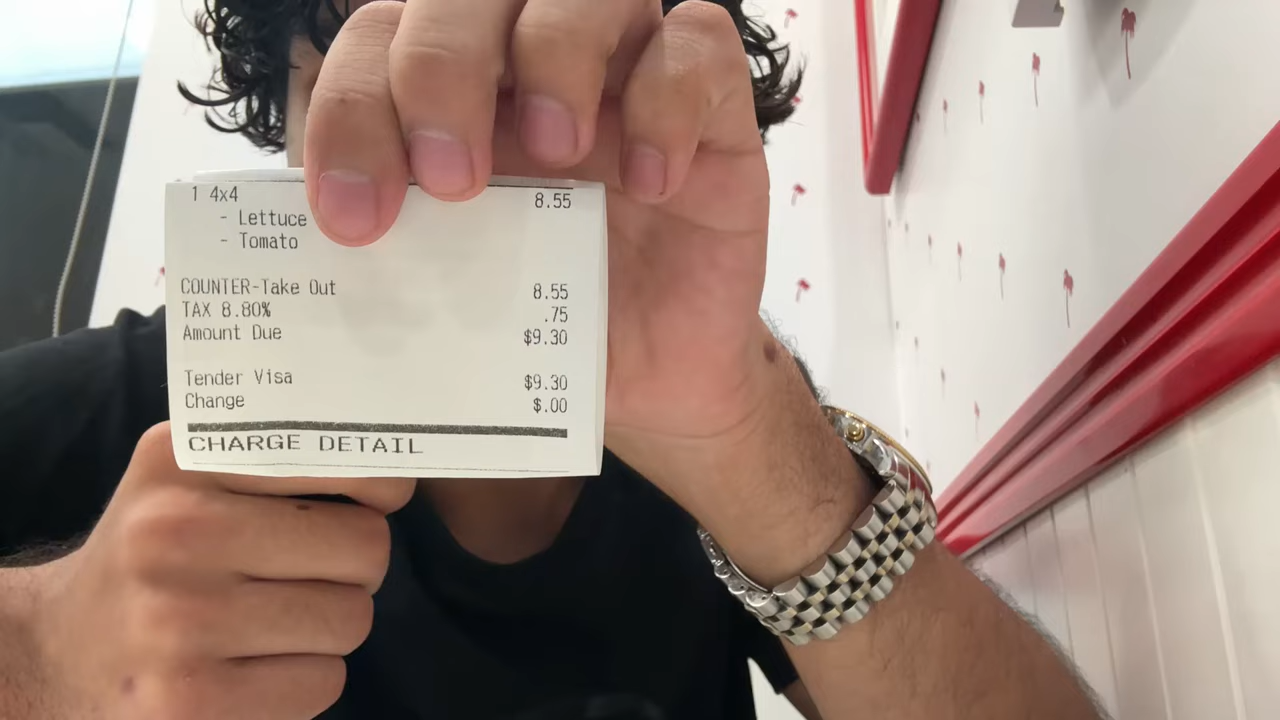 1 4x4 8.55
- Lettuce
- Tomato
COUNTER-Take Out 8.55
TAX 8.80% .75
Amount Due $9.30
Tender Visa $9.30
Change $.00
CHARGE DETAIL